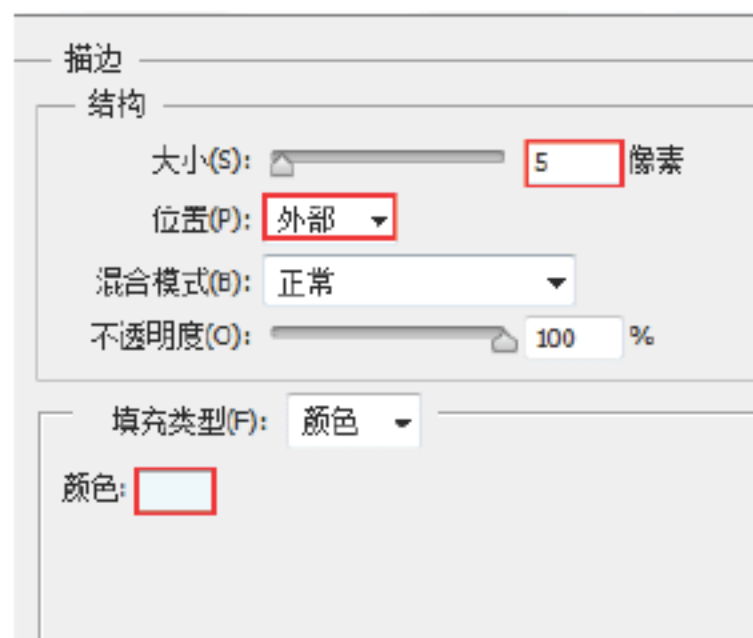 描边
结构
大小(S): 5 像素
位置(P): 外部
混合模式(B): 正常
不透明度(O): 100 %
填充类型(F): 颜色
颜色: